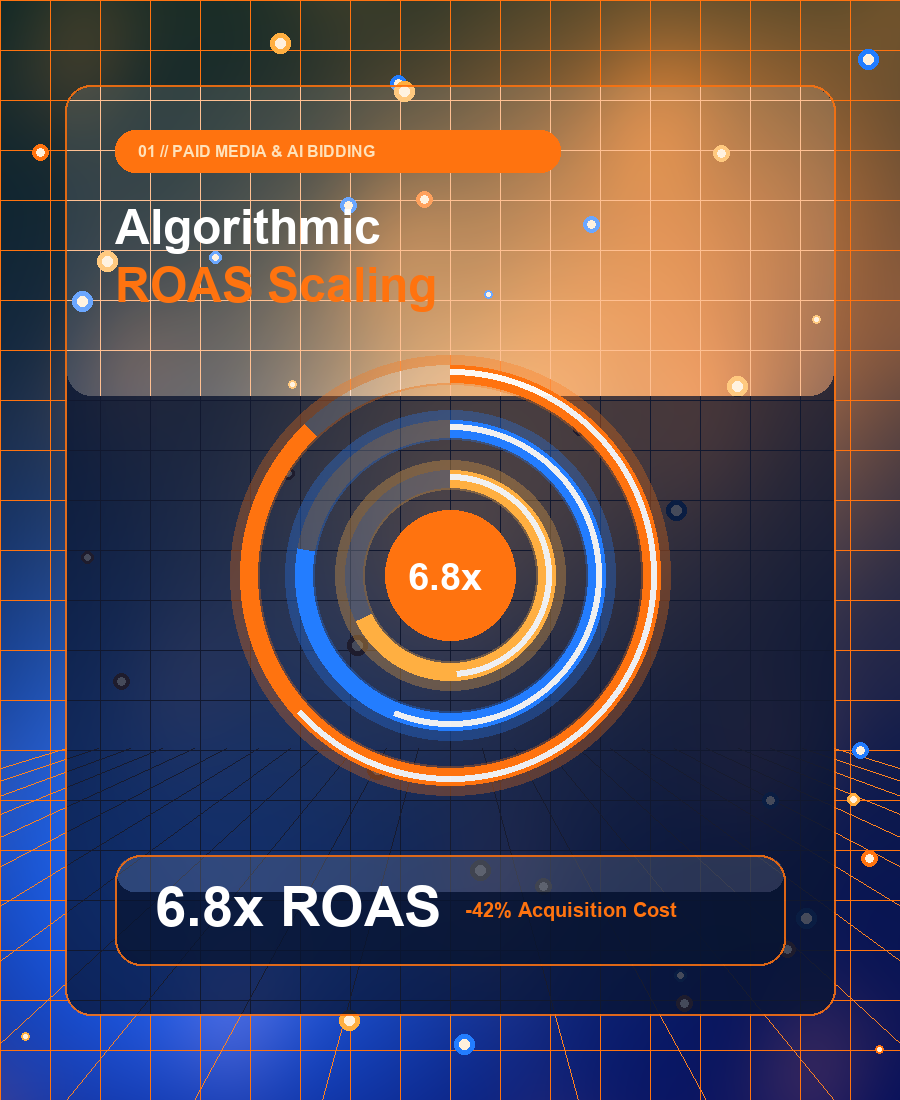 01 // PAID MEDIA & AI BIDDING
Algorithmic
ROAS Scaling
6.8x
6.8x ROAS
-42% Acquisition Cost